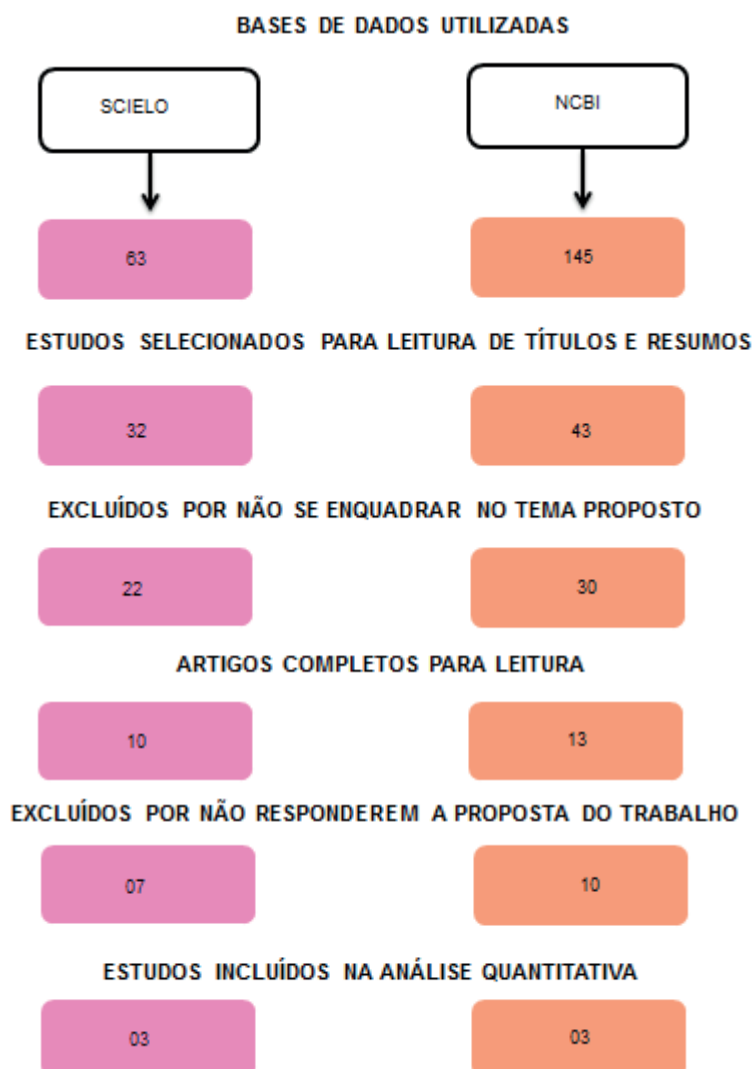 BASES DE DADOS UTILIZADAS
SCIELO NCBI
63 145
ESTUDOS SELECIONADOS PARA LEITURA DE TÍTULOS E RESUMOS
32 43
EXCLUÍDOS POR NÃO SE ENQUADRAR NO TEMA PROPOSTO
22 30
ARTIGOS COMPLETOS PARA LEITURA
10 13
EXCLUÍDOS POR NÃO RESPONDEREM A PROPOSTA DO TRABALHO
07 10
ESTUDOS INCLUÍDOS NA ANÁLISE QUANTITATIVA
03 03